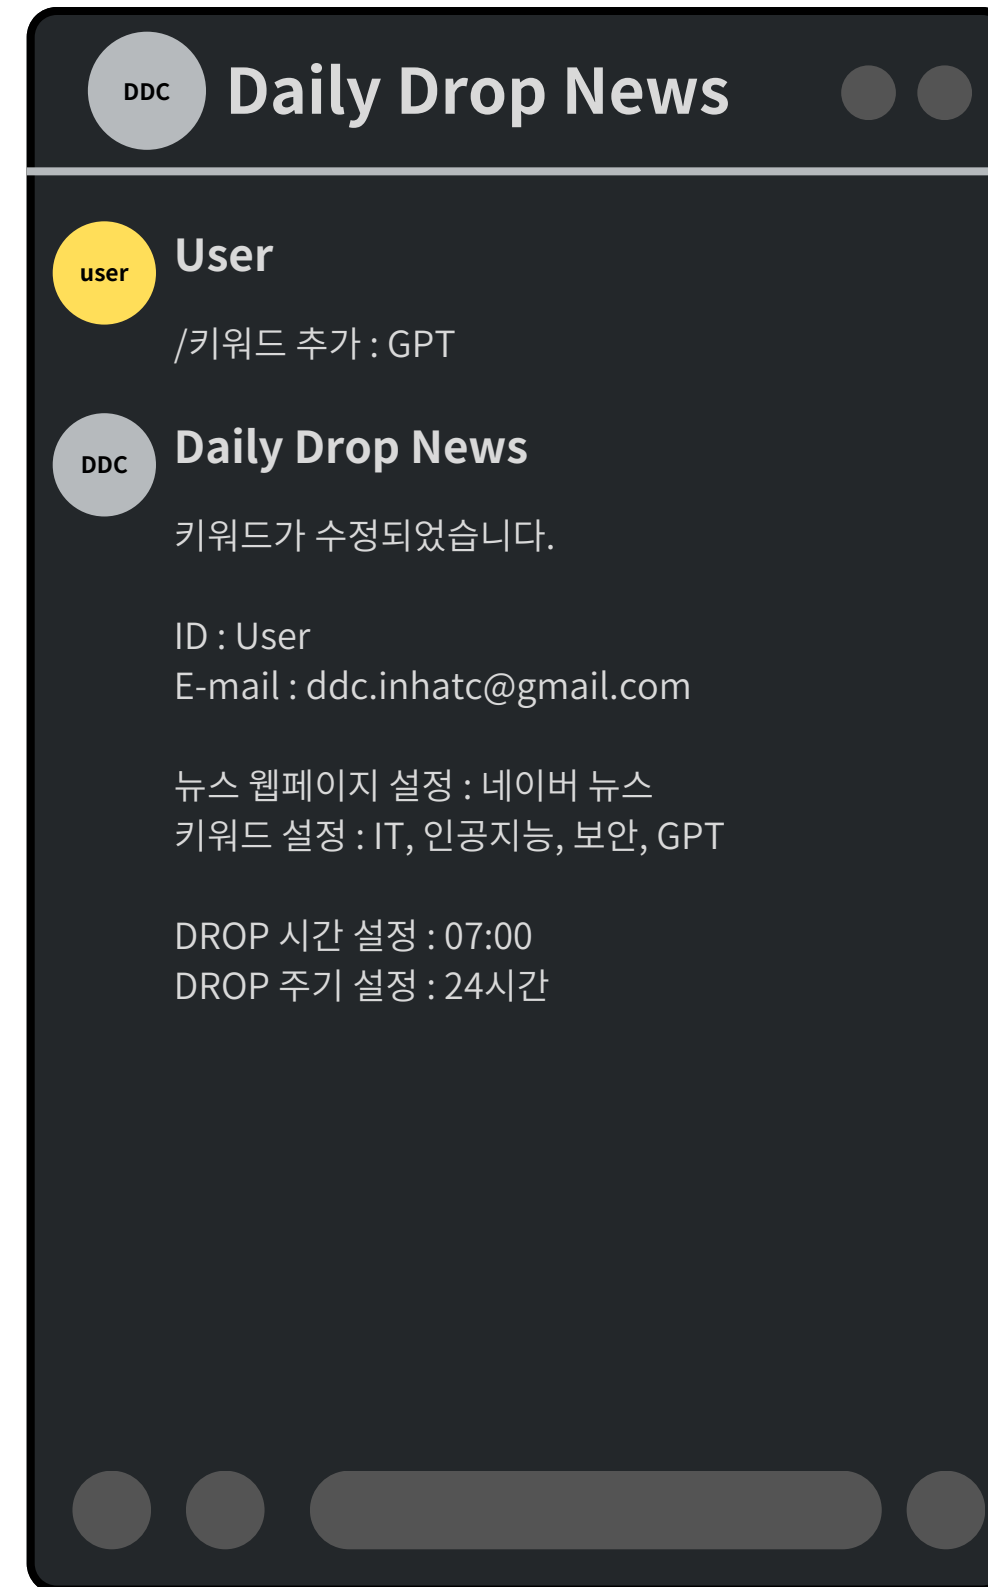 DDC
Daily Drop News
user
User
/키워드 추가 : GPT
DDC
Daily Drop News
키워드가 수정되었습니다.
ID : User
E-mail : ddc.inhatc@gmail.com
뉴스 웹페이지 설정 : 네이버 뉴스
키워드 설정 : IT, 인공지능, 보안, GPT
DROP 시간 설정 : 07:00
DROP 주기 설정 : 24시간